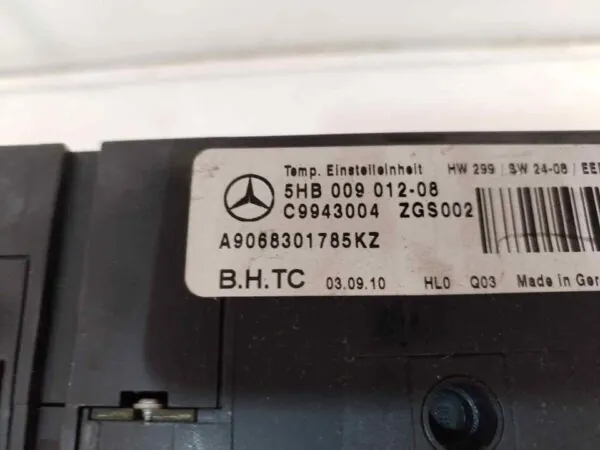 Temp. Einstelleinheit HW 299 / SW 24-08 / EE
5HB 009 012-08
C9943004 ZGS002
A9068301785KZ
B.H.TC 03.09.10 HL0 Q03 Made in Ger